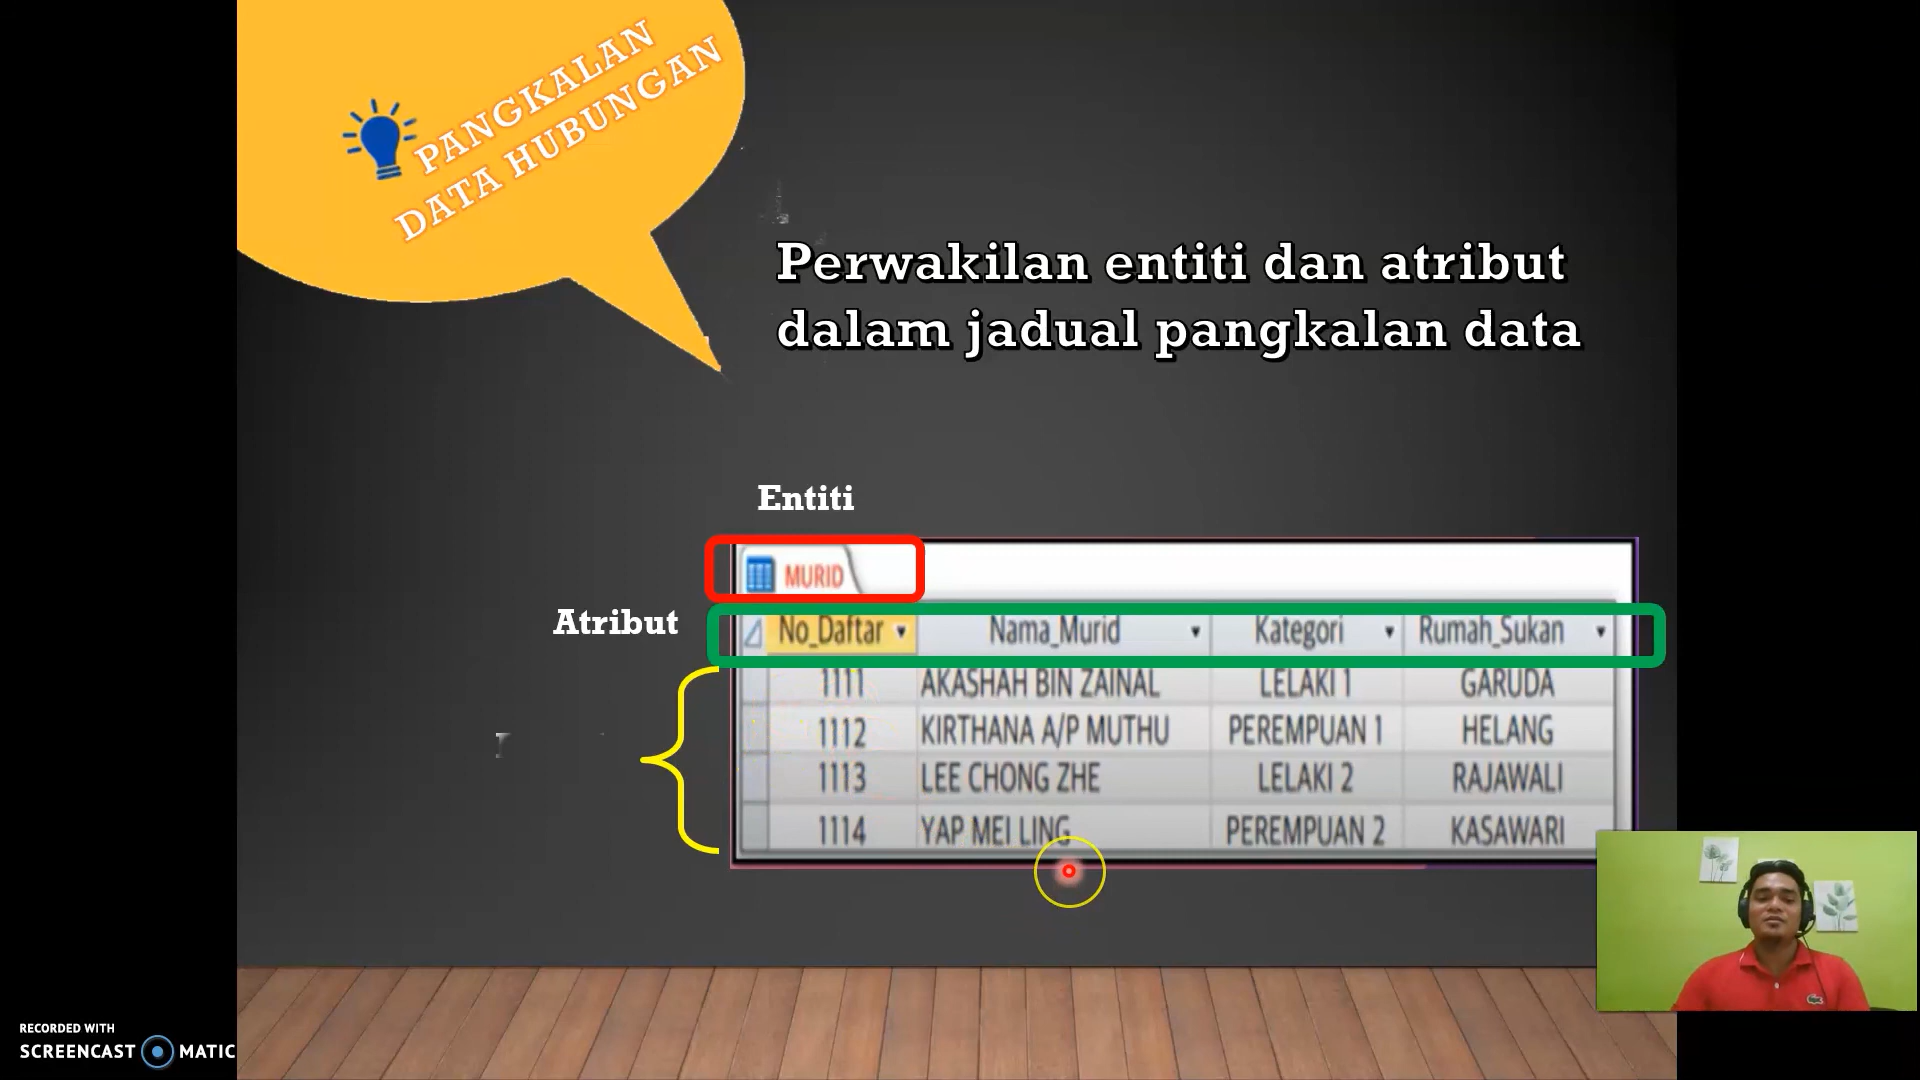 PANGKALAN
DATA HUBUNGAN
Perwakilan entiti dan atribut
dalam jadual pangkalan data
Entiti
MURID
Atribut
No_Daftar Nama_Murid Kategori Rumah_Sukan
1111 AKASHAH BIN ZAINAL LELAKI 1 GARUDA
1112 KIRTHANA A/P MUTHU PEREMPUAN 1 HELANG
1113 LEE CHONG ZHE LELAKI 2 RAJAWALI
1114 YAP MEI LING PEREMPUAN 2 KASAWARI
RECORDED WITH
SCREENCAST MATIC